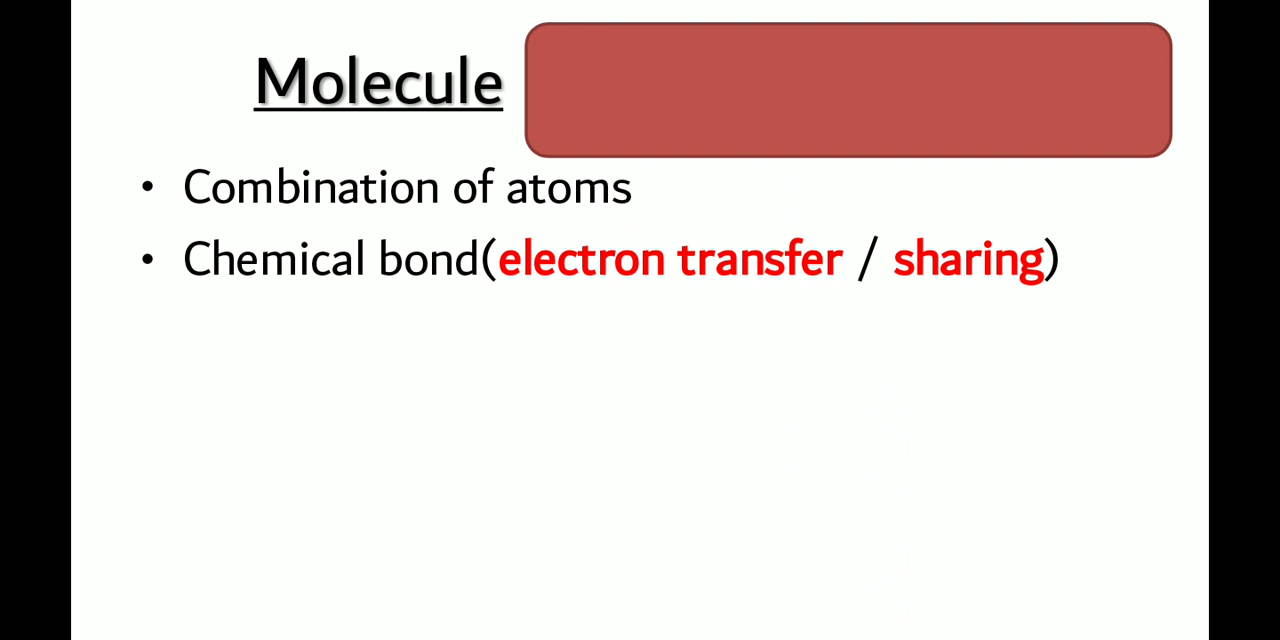 Molecule
• Combination of atoms
• Chemical bond(electron transfer / sharing)